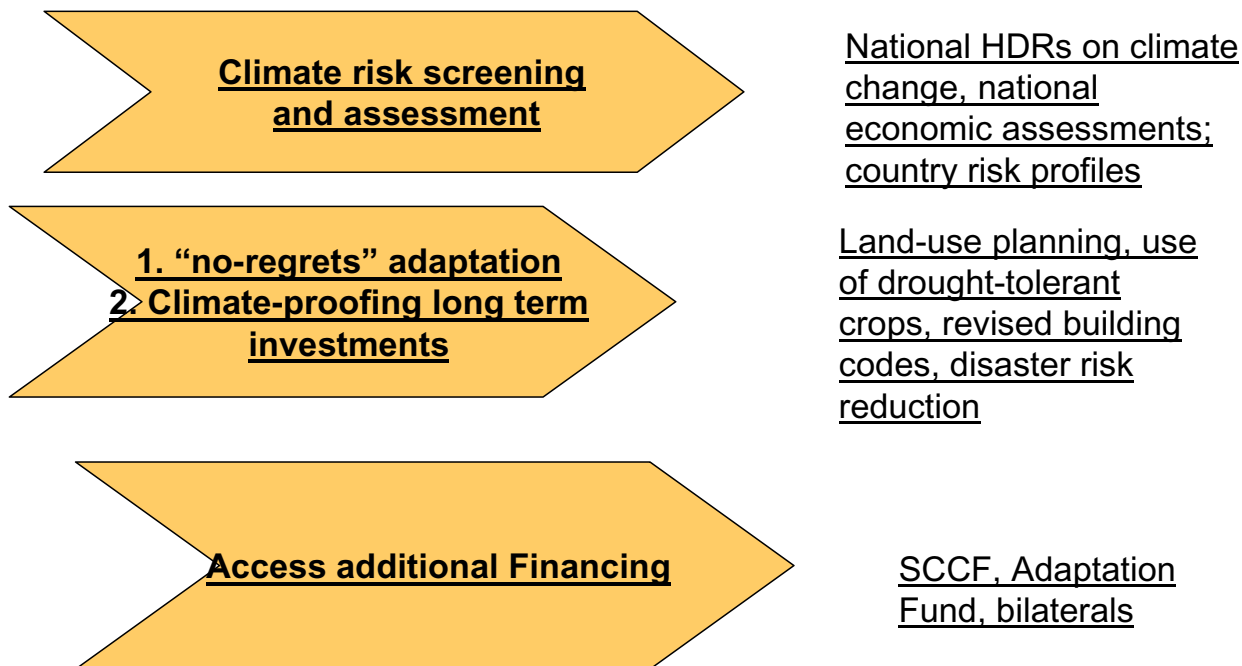 Climate risk screening
and assessment
National HDRs on climate
change, national
economic assessments;
country risk profiles
1. “no-regrets” adaptation
2. Climate-proofing long term
investments
Land-use planning, use
of drought-tolerant
crops, revised building
codes, disaster risk
reduction
Access additional Financing
SCCF, Adaptation
Fund, bilaterals